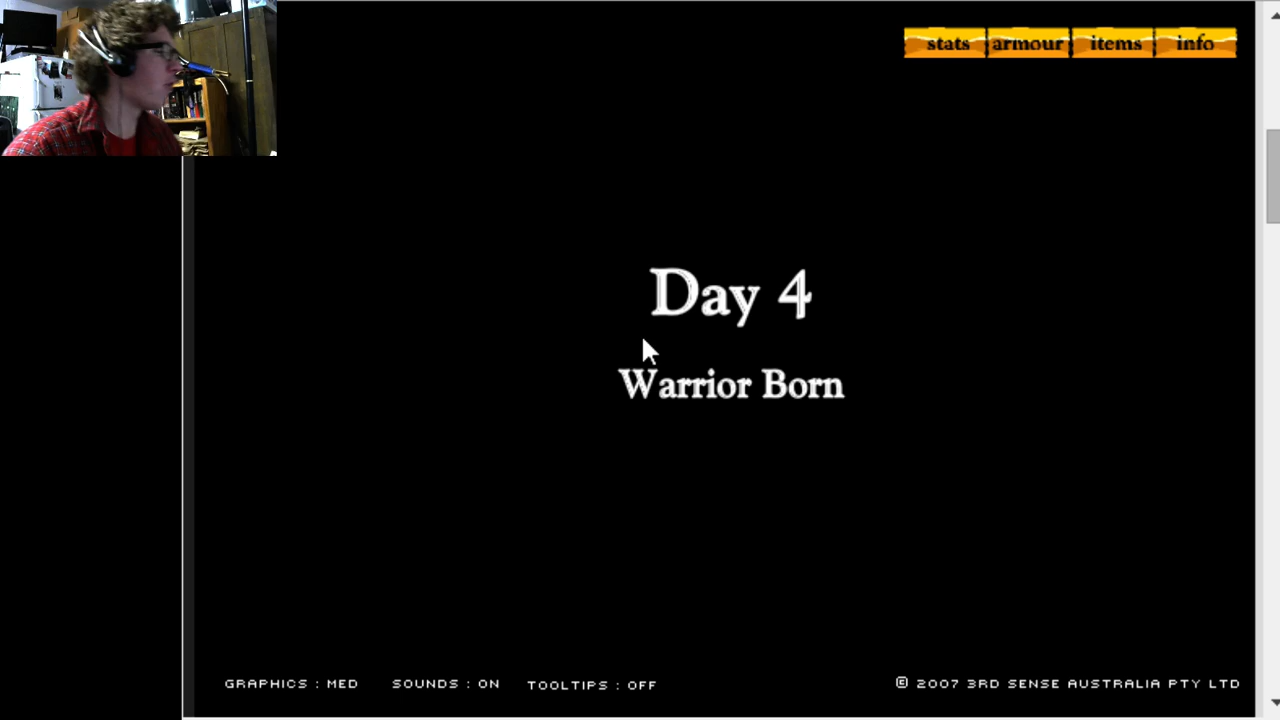 stats armour items info
Day 4
Warrior Born
GRAPHICS : MED SOUNDS : ON TOOLTIPS : OFF © 2007 3RD SENSE AUSTRALIA PTY LTD